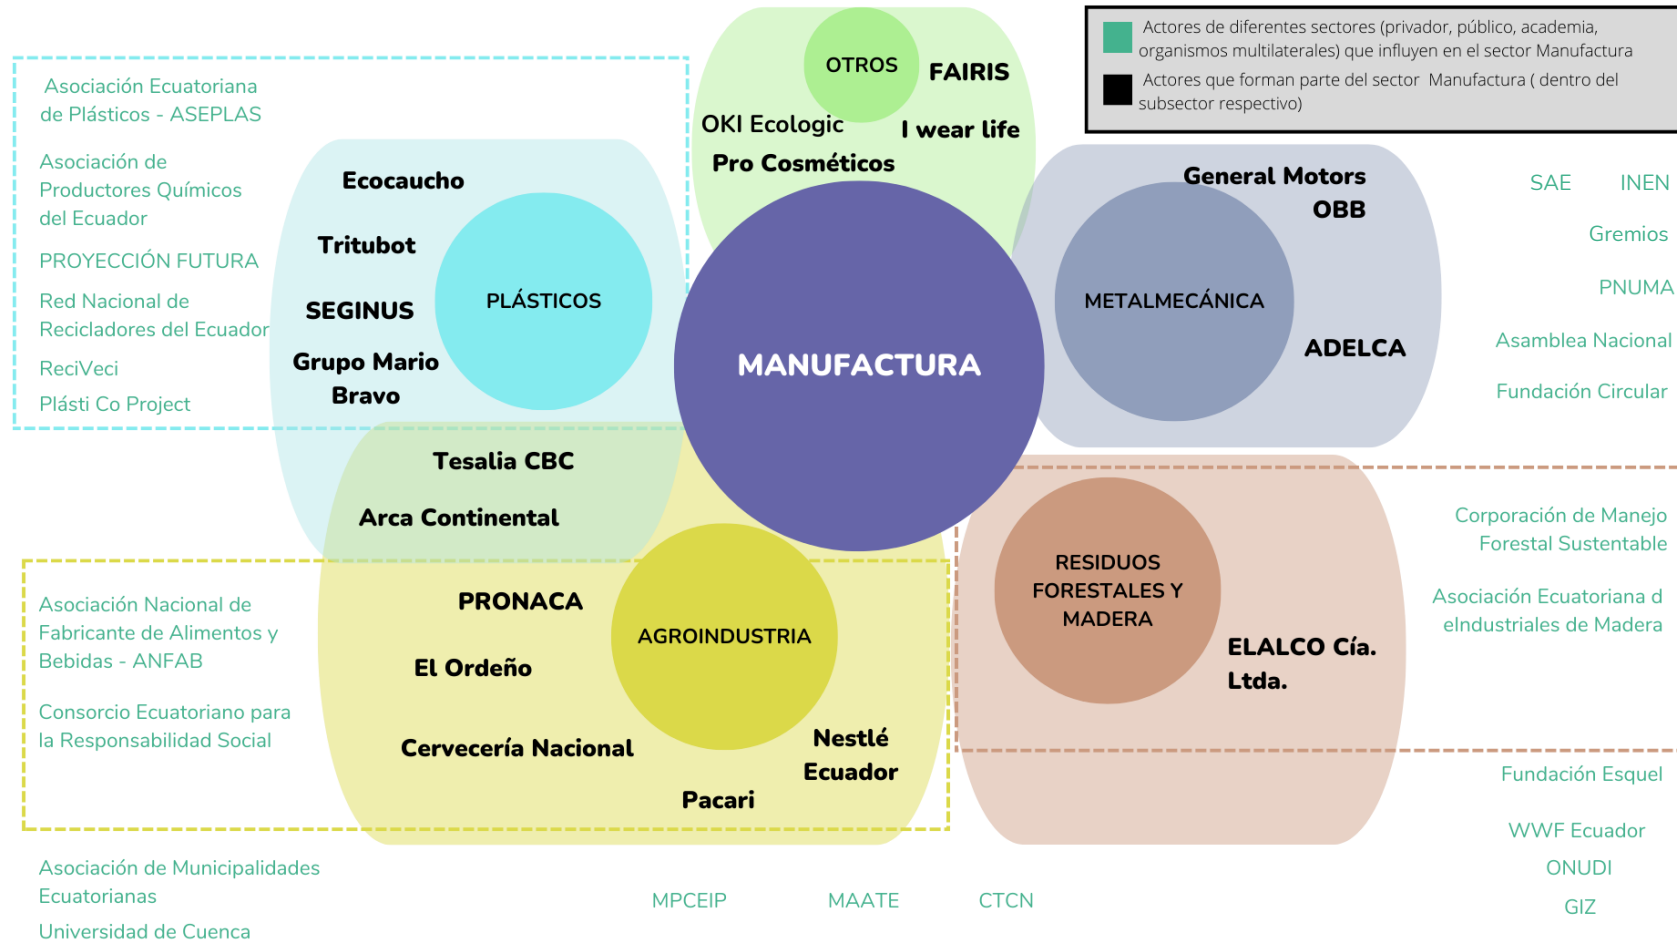 Actores de diferentes sectores (privador, público, academia,
organismos multilaterales) que influyen en el sector Manufactura
Actores que forman parte del sector Manufactura ( dentro del
subsector respectivo)
OTROS
FAIRIS
OKI Ecologic
I wear life
Pro Cosméticos
Asociación Ecuatoriana
de Plásticos - ASEPLAS
Asociación de
Productores Químicos
del Ecuador
PROYECCIÓN FUTURA
Red Nacional de
Recicladores del Ecuador
ReciVeci
Plásti Co Project
Ecocaucho
Tritubot
SEGINUS
Grupo Mario
Bravo
PLÁSTICOS
MANUFACTURA
General Motors
OBB
METALMECÁNICA
ADELCA
SAE
INEN
Gremios
PNUMA
Asamblea Nacional
Fundación Circular
Tesalia CBC
Arca Continental
PRONACA
El Ordeño
Cervecería Nacional
Pacari
Nestlé
Ecuador
AGROINDUSTRIA
Asociación Nacional de
Fabricante de Alimentos y
Bebidas - ANFAB
Consorcio Ecuatoriano para
la Responsabilidad Social
RESIDUOS
FORESTALES Y
MADERA
ELALCO Cía.
Ltda.
Corporación de Manejo
Forestal Sustentable
Asociación Ecuatoriana d
eIndustriales de Madera
Fundación Esquel
WWF Ecuador
ONUDI
GIZ
Asociación de Municipalidades
Ecuatorianas
Universidad de Cuenca
MPCEIP
MAATE
CTCN